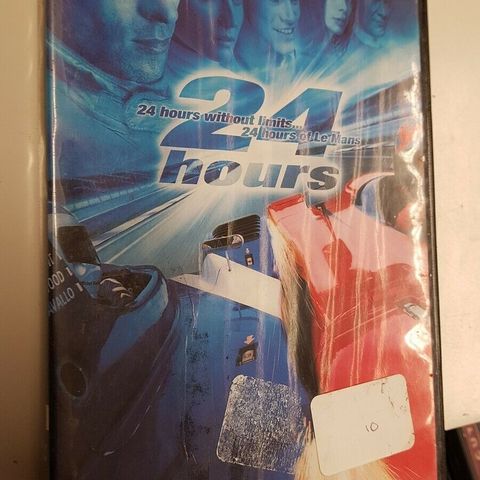 24 hours without limits...
24 hours of Le Mans
24
hours
10